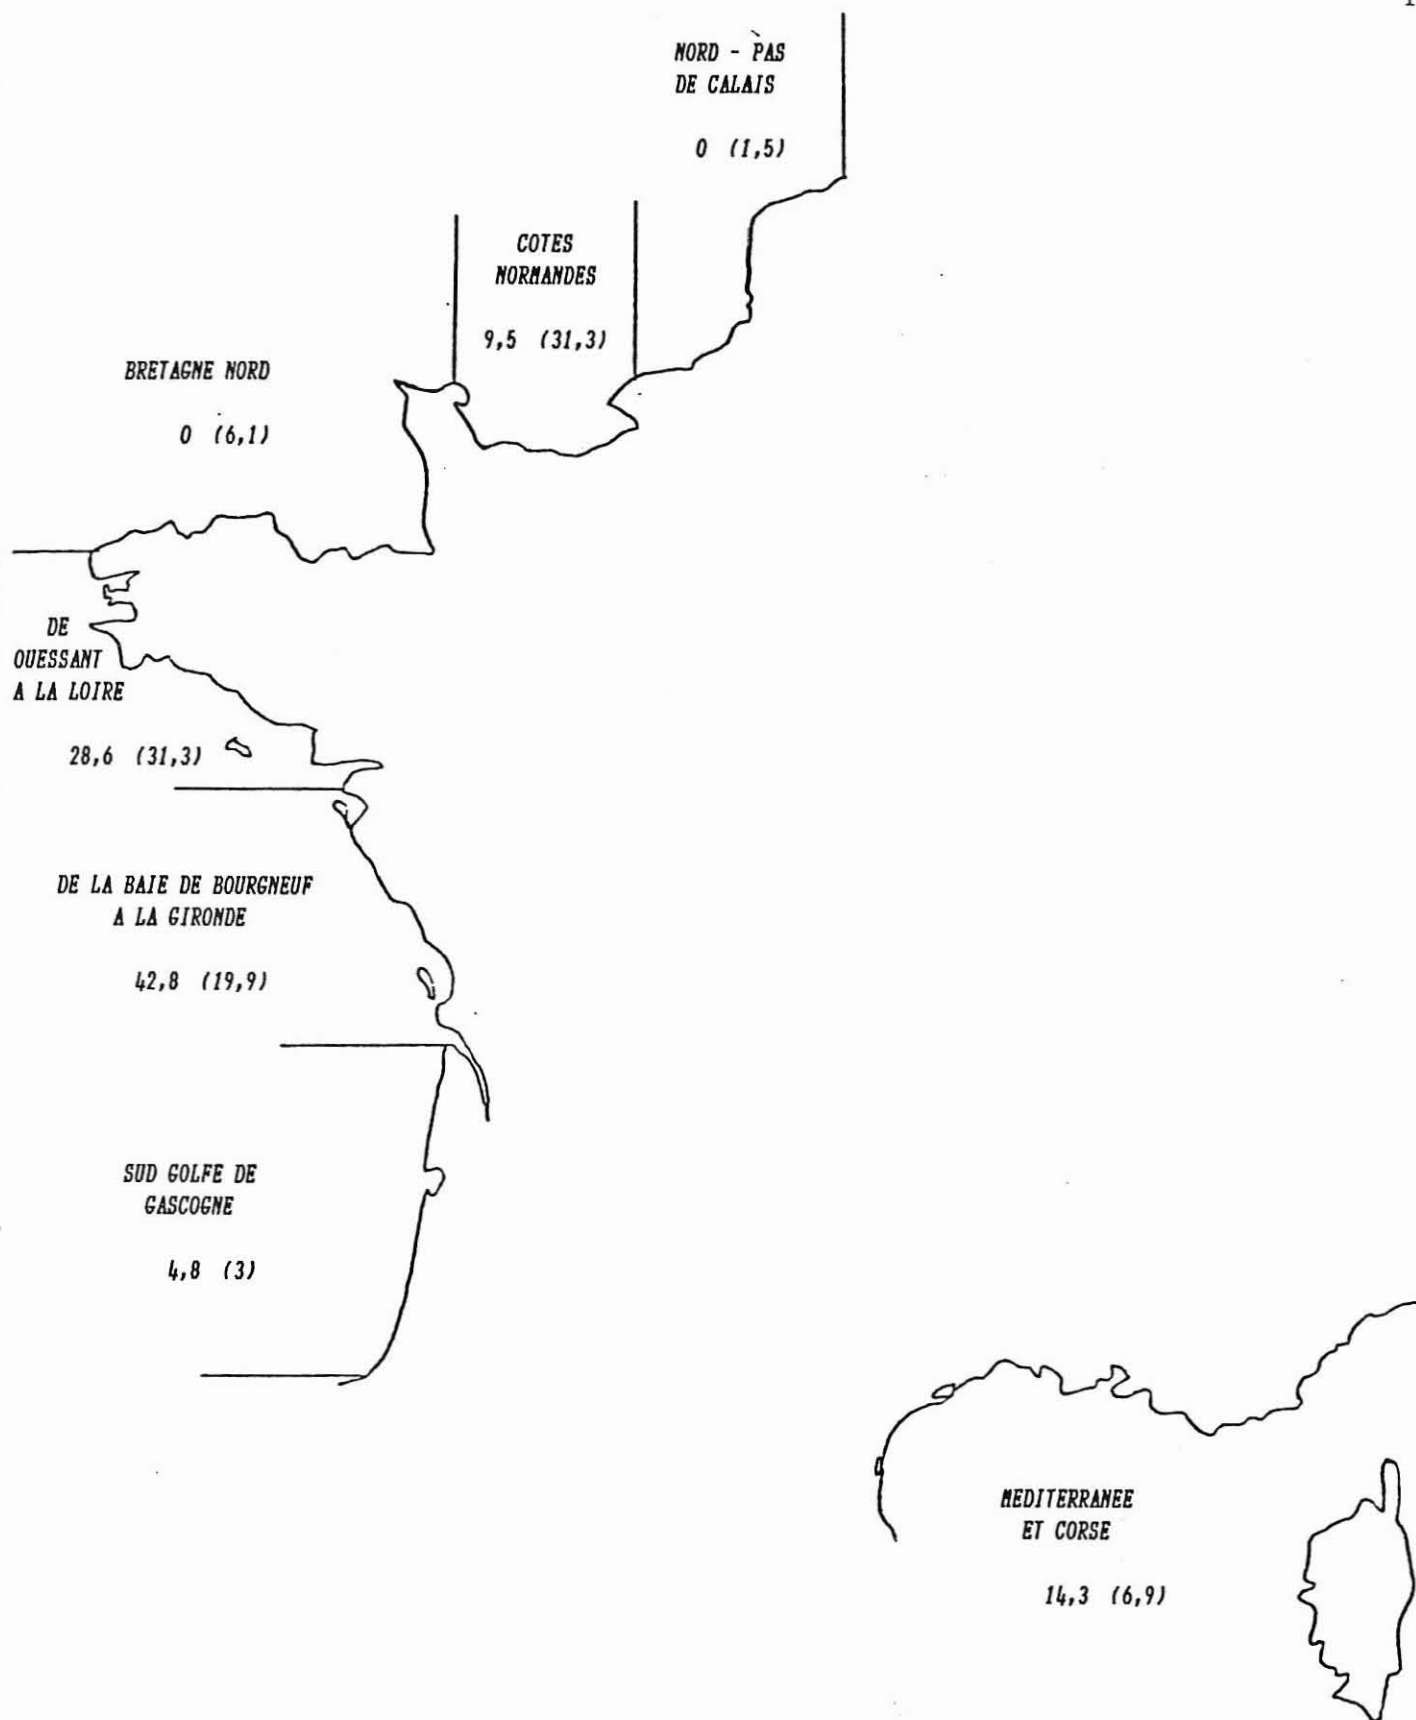 NORD - PAS
DE CALAIS
0 (1,5)
COTES
NORMANDES
9,5 (31,3)
BRETAGNE NORD
0 (6,1)
DE
OUESSANT
A LA LOIRE
28,6 (31,3)
DE LA BAIE DE BOURGNEUF
A LA GIRONDE
42,8 (19,9)
SUD GOLFE DE
GASCOGNE
4,8 (3)
MEDITERRANEE
ET CORSE
14,3 (6,9)